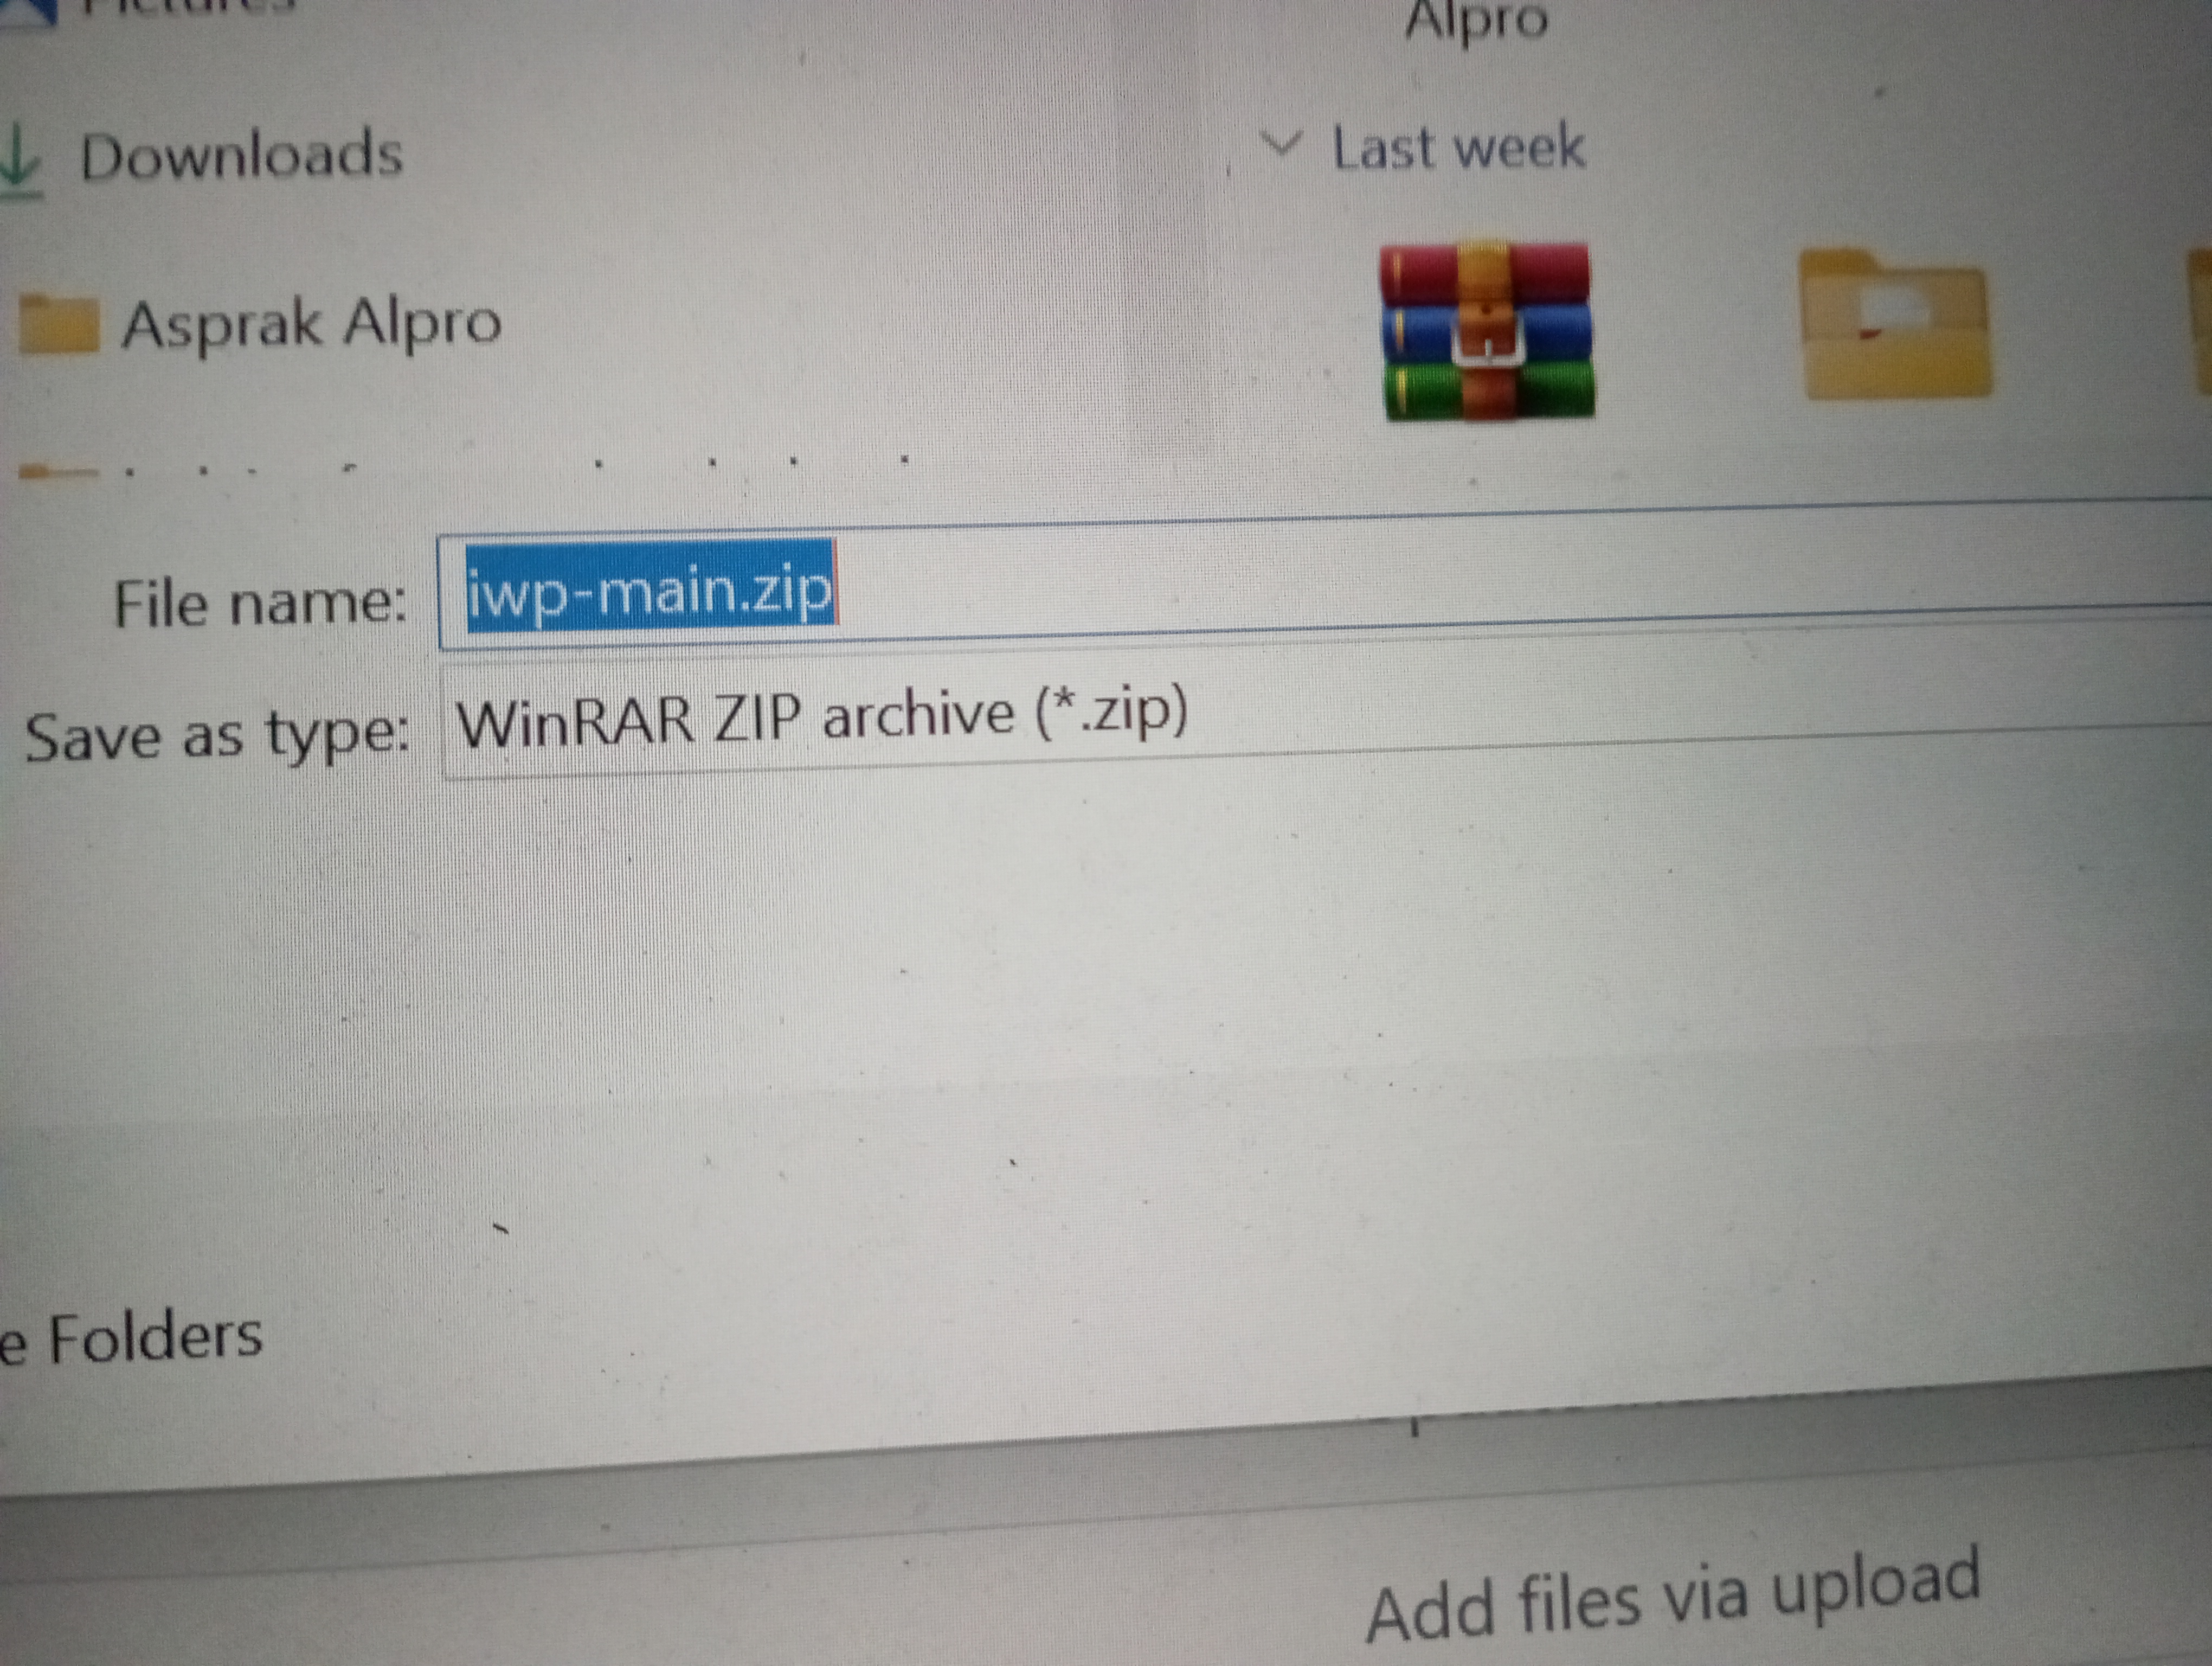 Pictures
Alpro
Downloads
Last week
Asprak Alpro
File name: iwp-main.zip
Save as type: WinRAR ZIP archive (*.zip)
e Folders
Add files via upload